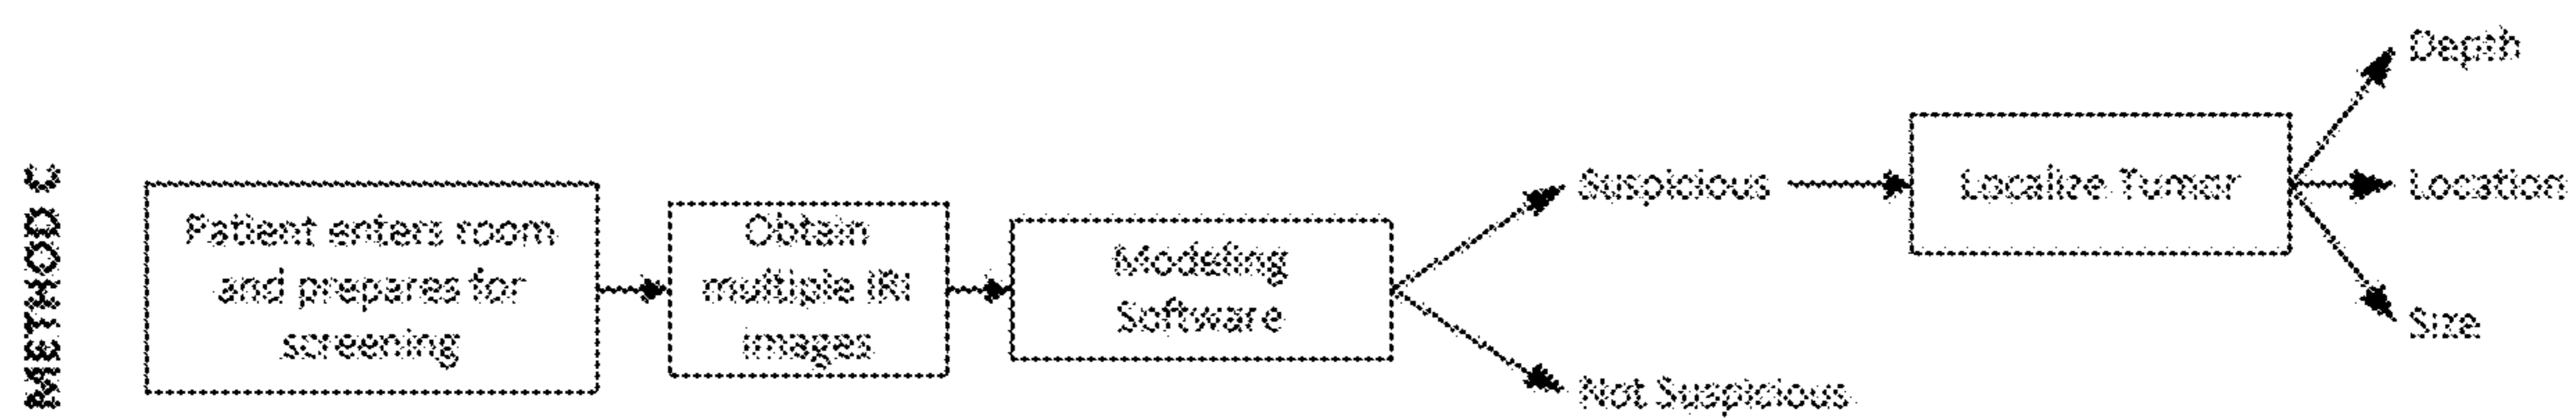 METHOD C
Patient enters room
and prepares for
screening
Obtain
multiple IRI
images
Modeling
Software
Suspicious
Not Suspicious
Localize Tumor
Depth
Location
Size